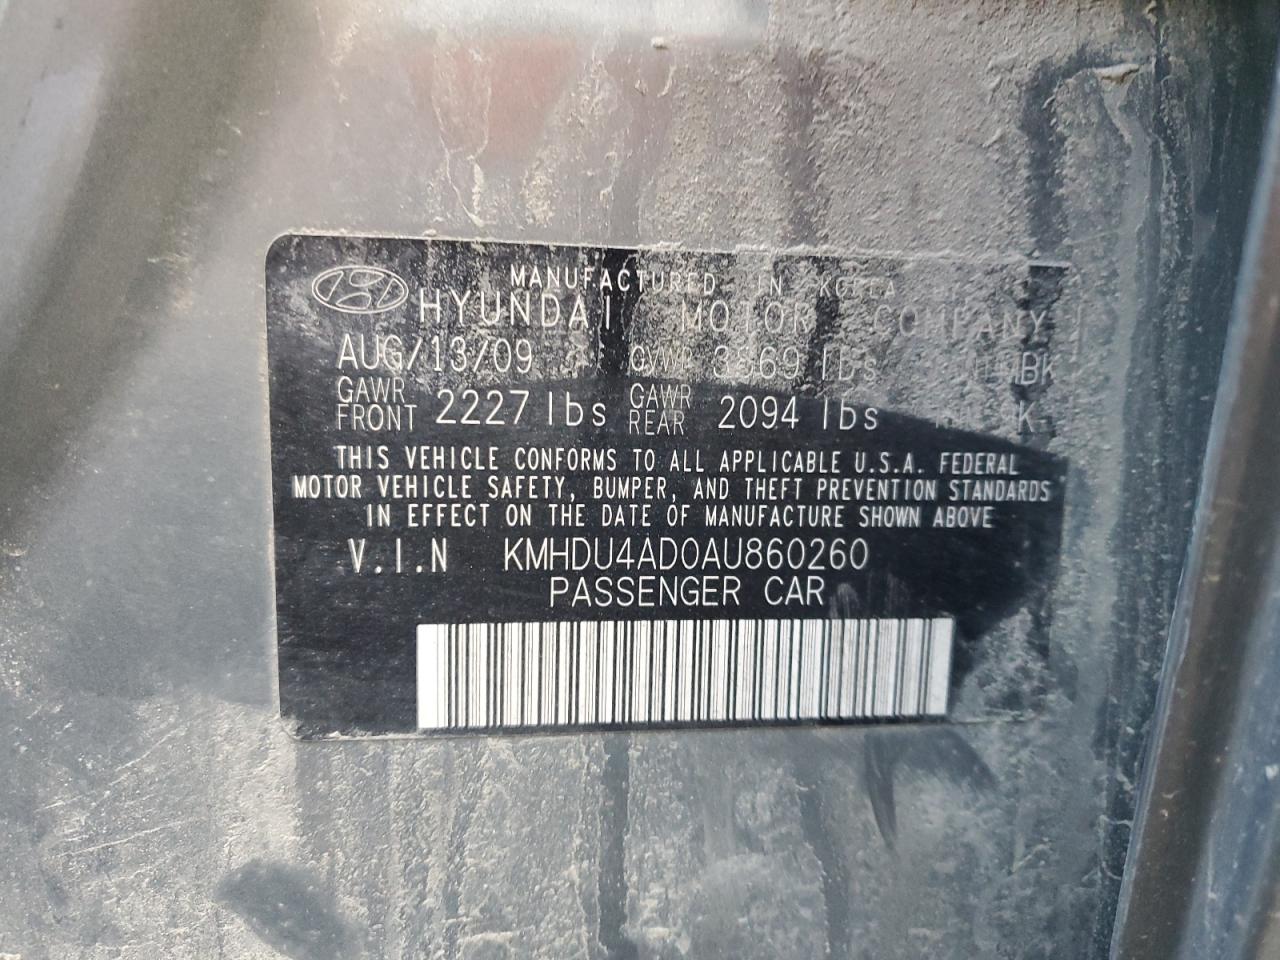 MANUFACTURED IN KOREA
HYUNDAI MOTOR COMPANY
AUG/13/09 GVWR lbs
GAWR FRONT 2227 lbs GAWR REAR 2094 lbs
THIS VEHICLE CONFORMS TO ALL APPLICABLE U.S.A. FEDERAL
MOTOR VEHICLE SAFETY, BUMPER, AND THEFT PREVENTION STANDARDS
IN EFFECT ON THE DATE OF MANUFACTURE SHOWN ABOVE
V.I.N KMHDU4AD0AU860260
PASSENGER CAR